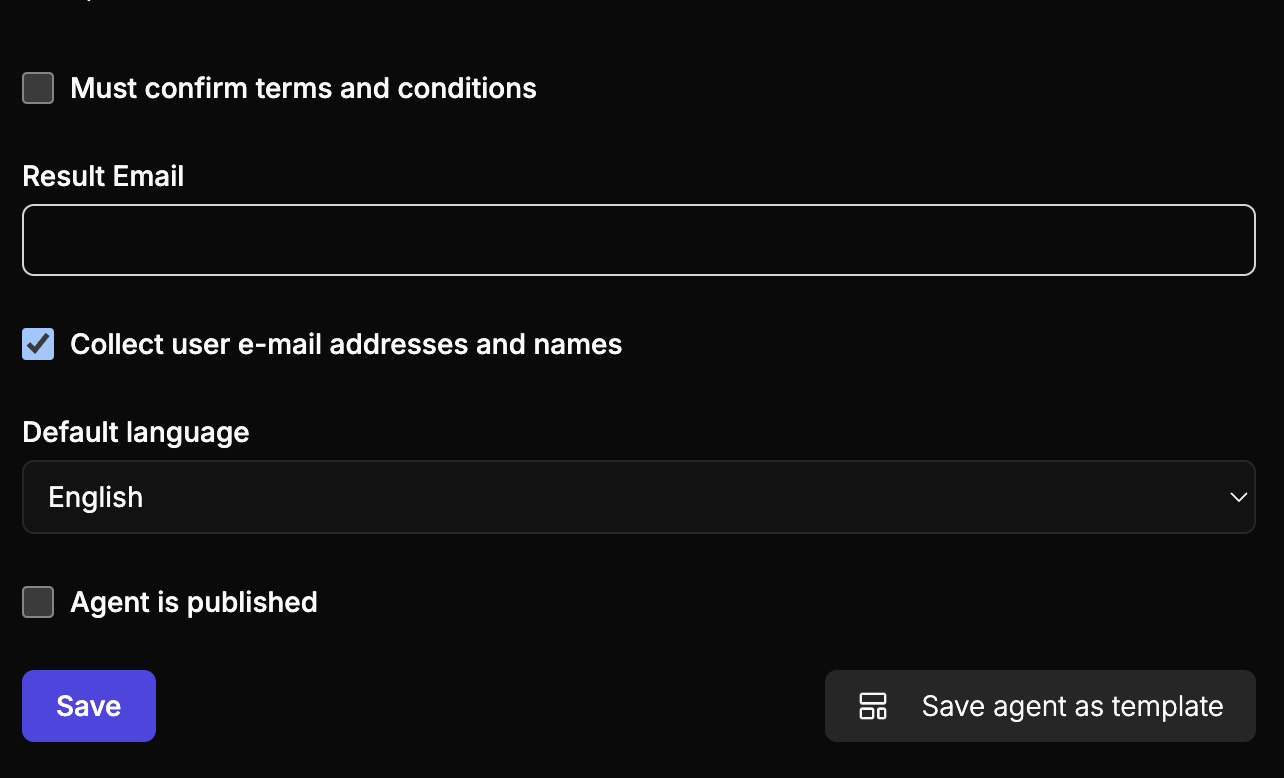 Must confirm terms and conditions
Result Email
Collect user e-mail addresses and names
Default language
English
Agent is published
Save
Save agent as template